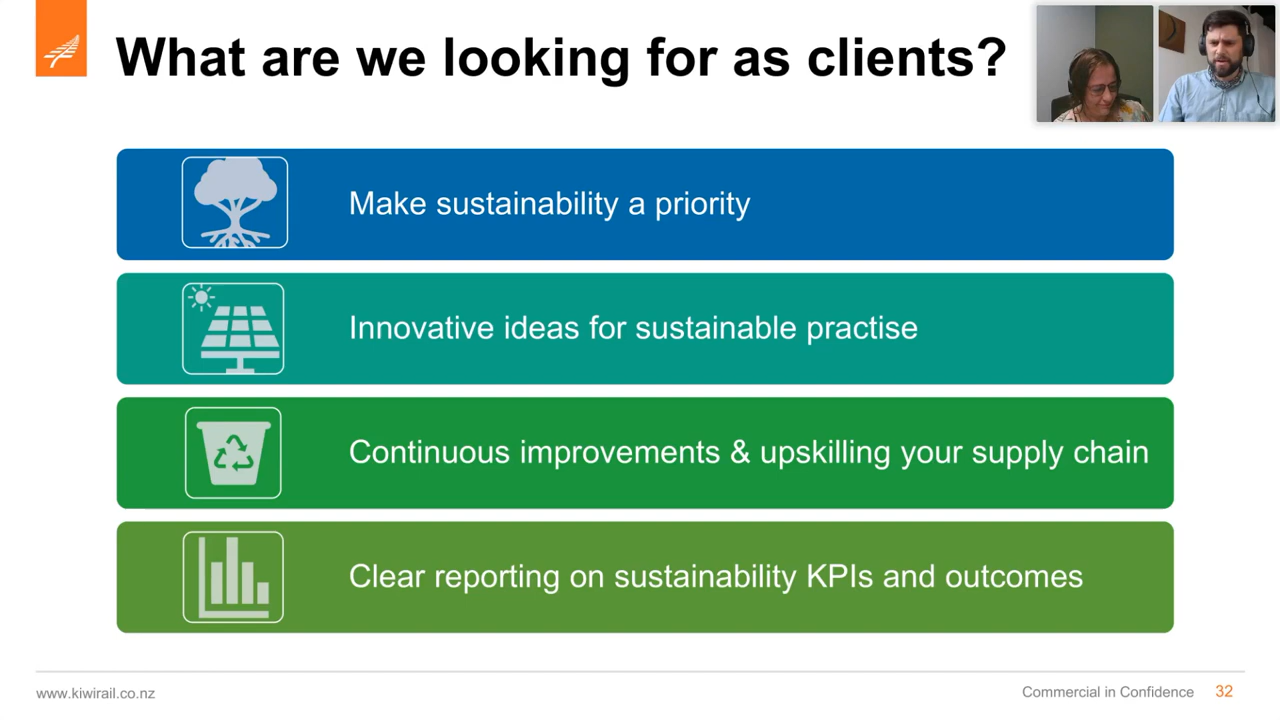 What are we looking for as clients?
Make sustainability a priority
Innovative ideas for sustainable practise
Continuous improvements & upskilling your supply chain
Clear reporting on sustainability KPIs and outcomes
www.kiwirail.co.nz
Commercial in Confidence 32